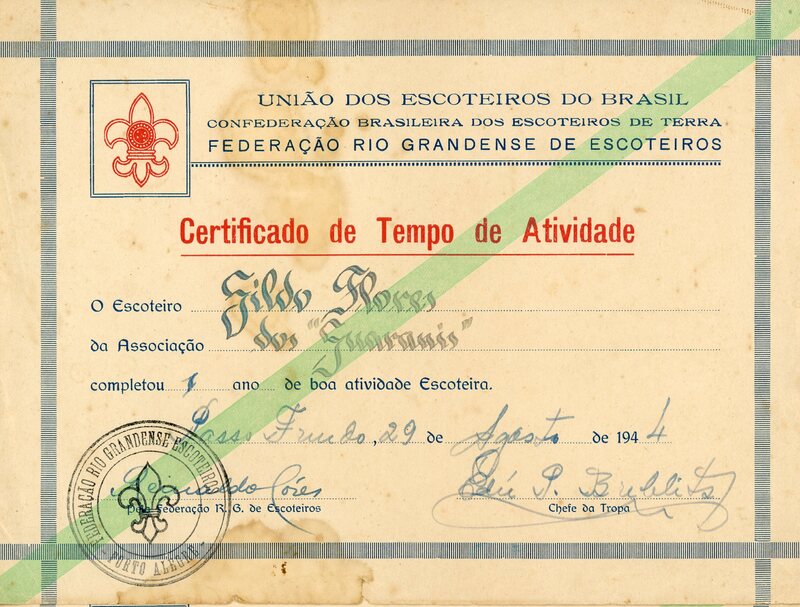 UNIÃO DOS ESCOTEIROS DO BRASIL
CONFEDERAÇÃO BRASILEIRA DOS ESCOTEIROS DE TERRA
FEDERAÇÃO RIO GRANDENSE DE ESCOTEIROS
Certificado de Tempo de Atividade
O Escoteiro Gildo Flores
da Associação dos "Guaranis"
completou 1 ano de boa atividade Escoteira.
Passo Fundo, 29 de Agosto de 1944
Pela Federação R. G. de Escoteiros
Chefe da Tropa
FEDERAÇÃO RIO GRANDENSE ESCOTEIROS
- PORTO ALEGRE -